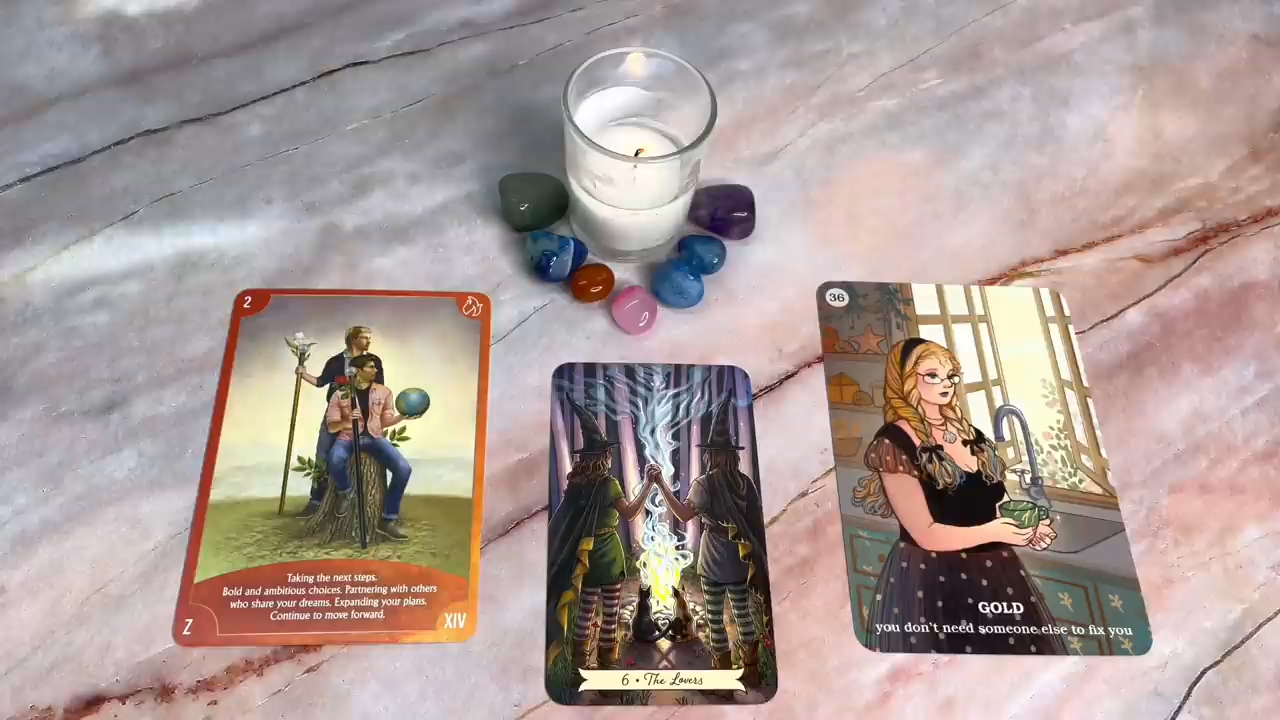 2
Taking the next steps.
Bold and ambitious choices. Partnering with others
who share your dreams. Expanding your plans.
Continue to move forward.
Z
XIV
6 • The Lovers
36
GOLD
you don't need someone else to fix you